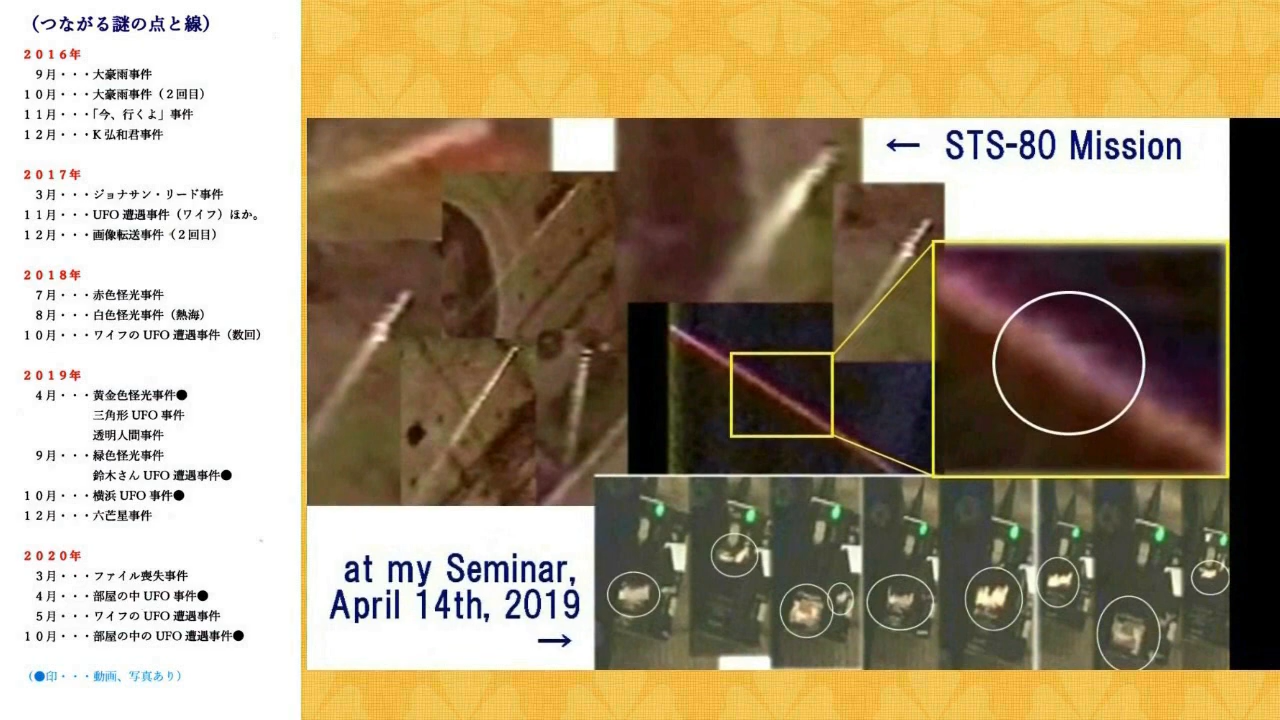 （つながる謎の点と線）
２０１６年
９月・・・大豪雨事件
１０月・・・大豪雨事件（２回目）
１１月・・・「今、行くよ」事件
１２月・・・K 弘和君事件
２０１７年
３月・・・ジョナサン・リード事件
１１月・・・UFO 遭遇事件（ワイフ）ほか。
１２月・・・画像転送事件（２回目）
２０１８年
７月・・・赤色怪光事件
８月・・・白色怪光事件（熱海）
１０月・・・ワイフの UFO 遭遇事件（数回）
２０１９年
４月・・・黄金色怪光事件●
三角形 UFO 事件
透明人間事件
９月・・・緑色怪光事件
鈴木さん UFO 遭遇事件●
１０月・・・横浜 UFO 事件●
１２月・・・六芒星事件
２０２０年
３月・・・ファイル喪失事件
４月・・・部屋の中 UFO 事件●
５月・・・ワイフの UFO 遭遇事件
１０月・・・部屋の中の UFO 遭遇事件●
（●印・・・動画、写真あり）
← STS-80 Mission
at my Seminar,
April 14th, 2019
→